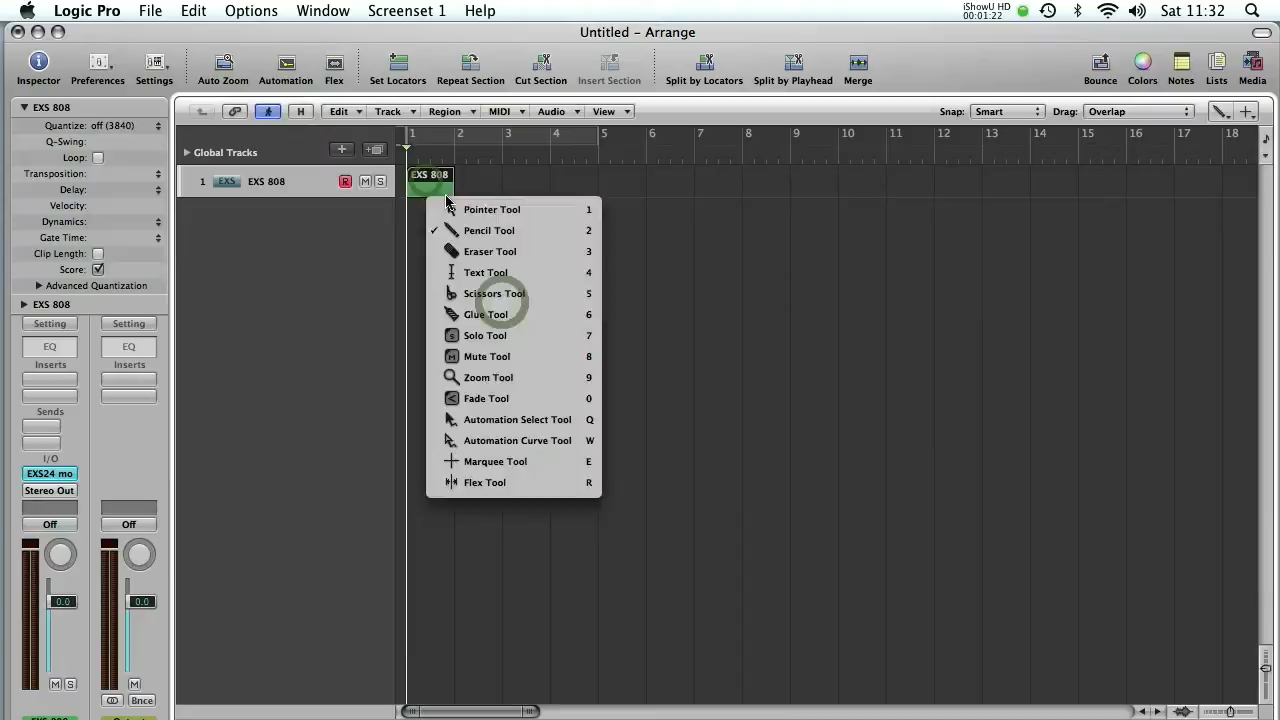 Logic Pro File Edit Options Window Screenset 1 Help iShowU HD 00:01:22 Sat 11:32
Untitled - Arrange
Inspector Preferences Settings Auto Zoom Automation Flex Set Locators Repeat Section Cut Section Insert Section Split by Locators Split by Playhead Merge Bounce Colors Notes Lists Media
EXS 808
Quantize: off (3840)
Q-Swing:
Loop:
Transposition:
Delay:
Velocity:
Dynamics:
Gate Time:
Clip Length:
Score:
Advanced Quantization
EXS 808
Setting Setting
EQ EQ
Inserts Inserts
Sends
I/O
EXS24 mo
Stereo Out
Off Off
0.0 0.0
M S M
Bnce
H Edit Track Region MIDI Audio View Snap: Smart Drag: Overlap
1 2 3 4 5 6 7 8 9 10 11 12 13 14 15 16 17 18
Global Tracks
1 EXS EXS 808 R M S
EXS 808
Pointer Tool 1
Pencil Tool 2
Eraser Tool 3
Text Tool 4
Scissors Tool 5
Glue Tool 6
Solo Tool 7
Mute Tool 8
Zoom Tool 9
Fade Tool 0
Automation Select Tool Q
Automation Curve Tool W
Marquee Tool E
Flex Tool R